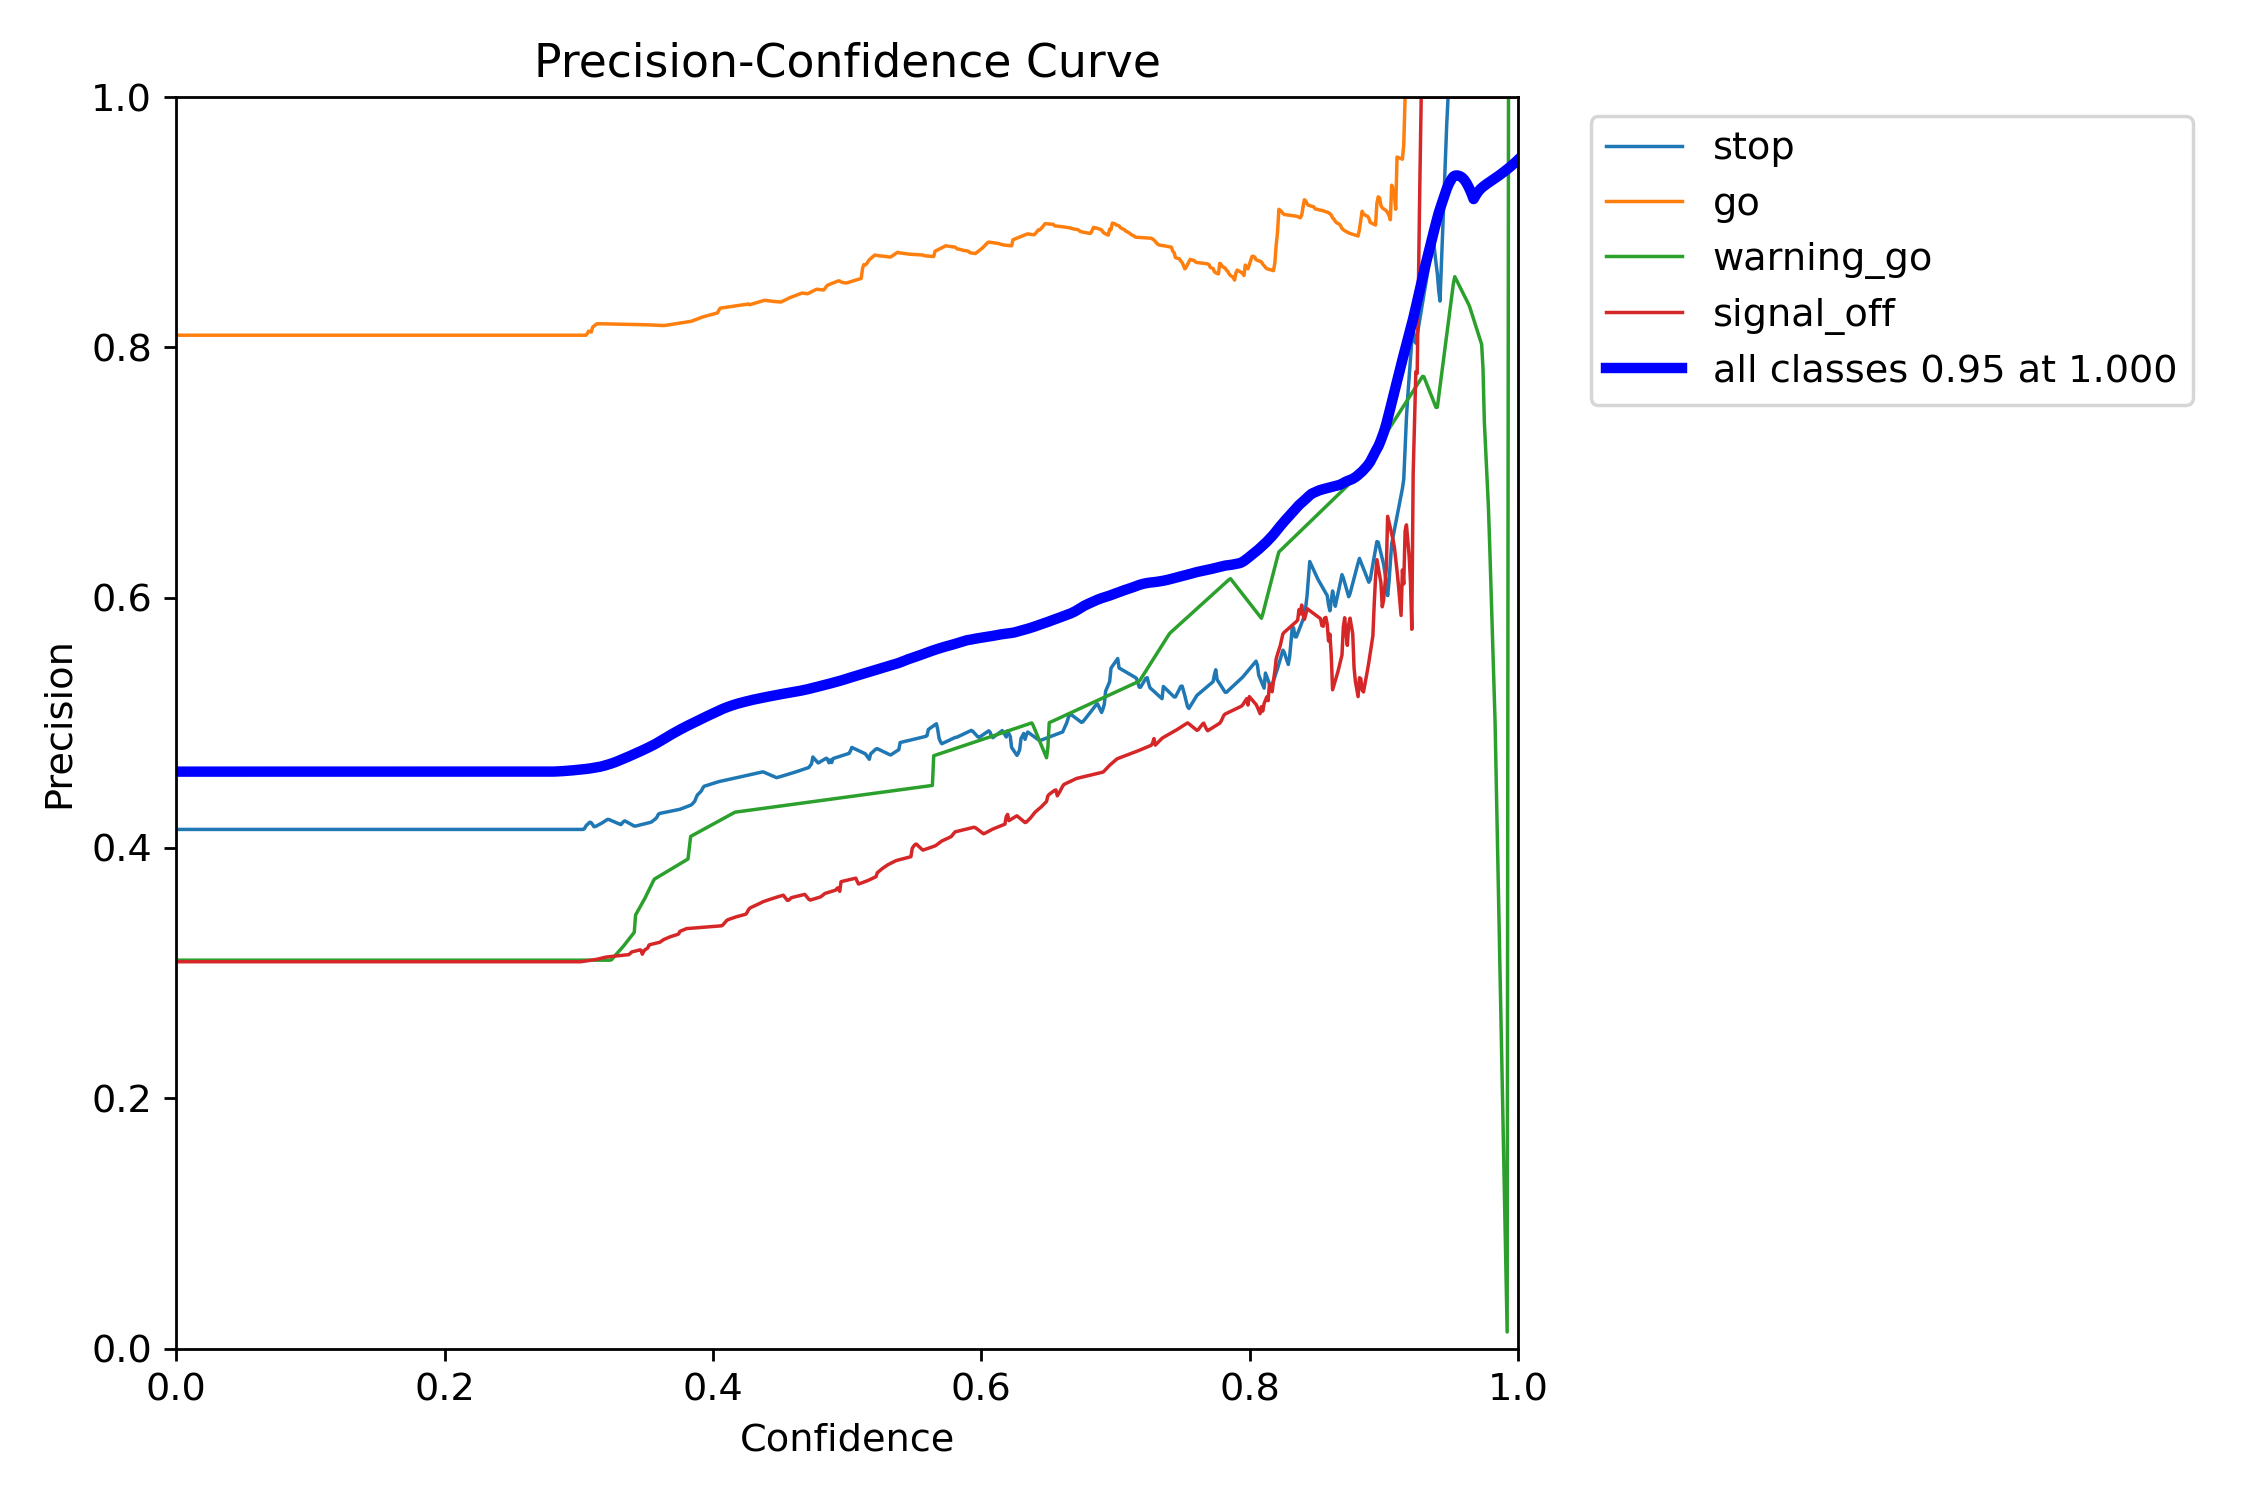 Precision-Confidence Curve
1.0
0.8
0.6
0.4
0.2
0.0
Precision
0.0 0.2 0.4 0.6 0.8 1.0
Confidence
stop
go
warning_go
signal_off
all classes 0.95 at 1.000